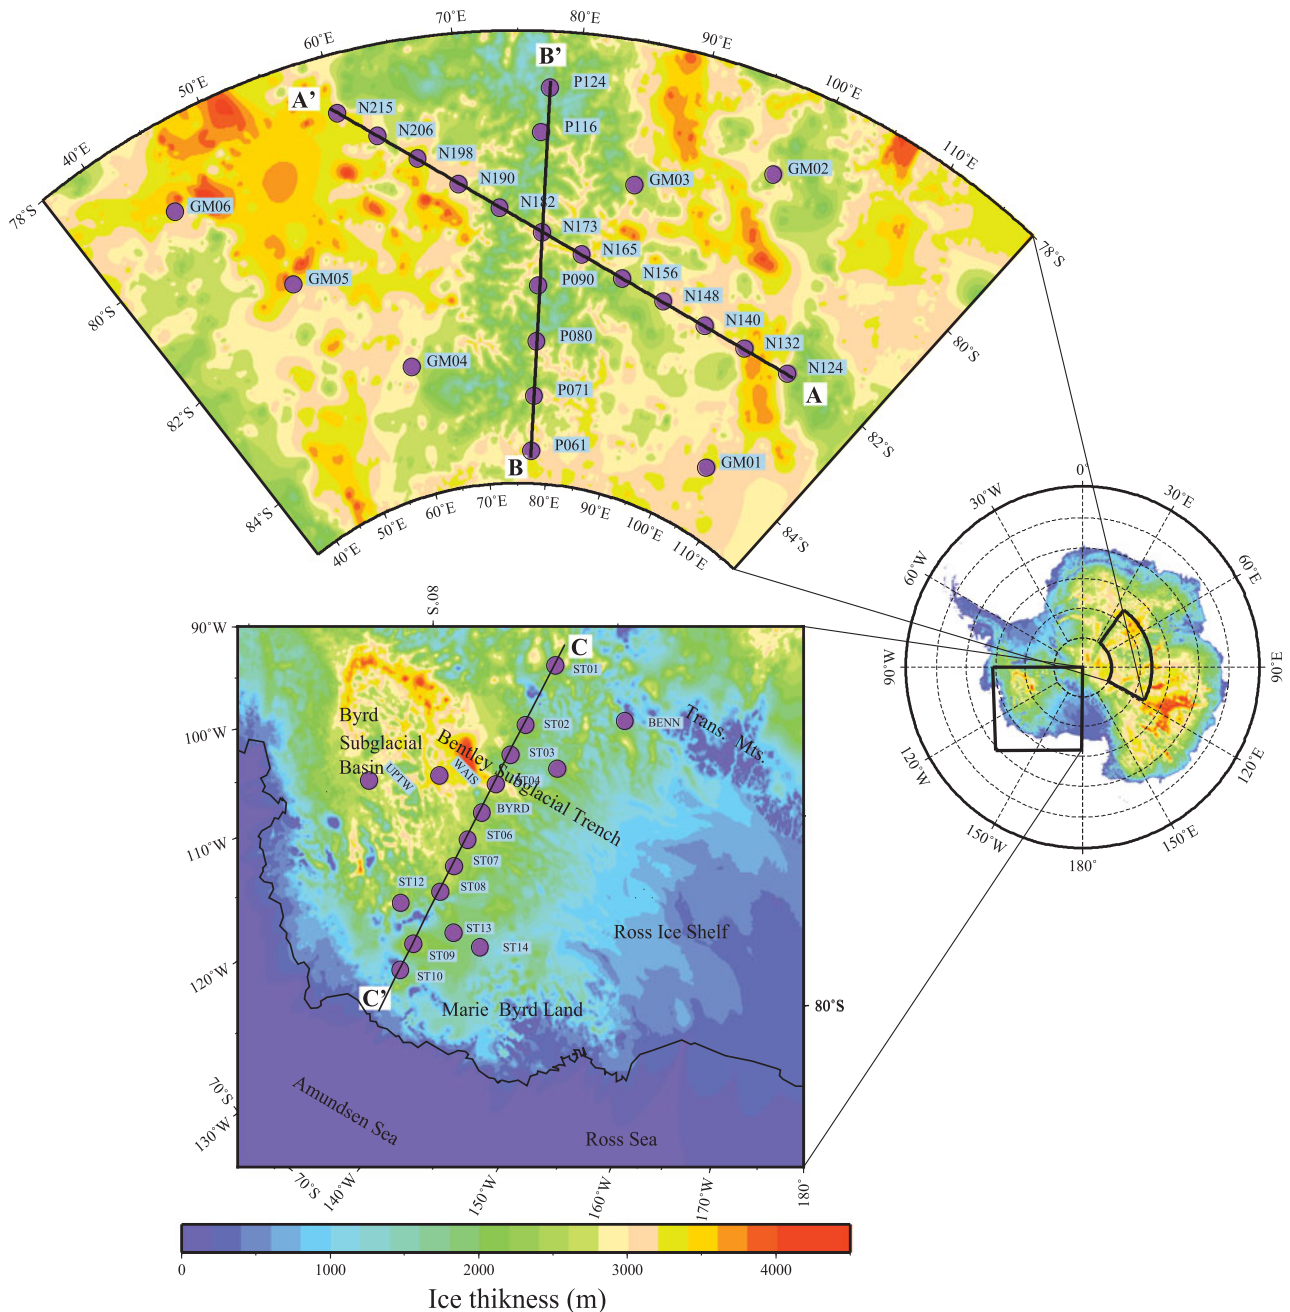 70˚E
80˚E
60˚E
90˚E
50˚E
100˚E
40˚E
110˚E
78˚S
78˚S
80˚S
80˚S
82˚S
82˚S
84˚S
84˚S
40˚E
50˚E
60˚E
70˚E
80˚E
90˚E
100˚E
110˚E
B’
P124
A’
N215
P116
N206
N198
GM02
N190
GM03
GM06
N182
N173
N165
GM05
P090
N156
N148
N140
P080
N132
GM04
N124
P071
A
P061
B
GM01
0˚
30˚W
30˚E
60˚W
60˚E
90˚W
90˚E
120˚W
120˚E
150˚W
150˚E
180˚
80˚S
90˚W
C
ST01
Byrd
Subglacial
Basin
ST02
BENN
Trans. Mts.
100˚W
Bentley Subglacial Trench
ST03
UPTW
WAIS
ST04
BYRD
110˚W
ST06
ST07
ST12
ST08
ST13
Ross Ice Shelf
ST14
ST09
120˚W
ST10
C’
Marie Byrd Land
80˚S
70˚S
130˚W
Amundsen Sea
Ross Sea
70˚S
140˚W
150˚W
160˚W
170˚W
180˚
0
1000
2000
3000
4000
Ice thikness (m)